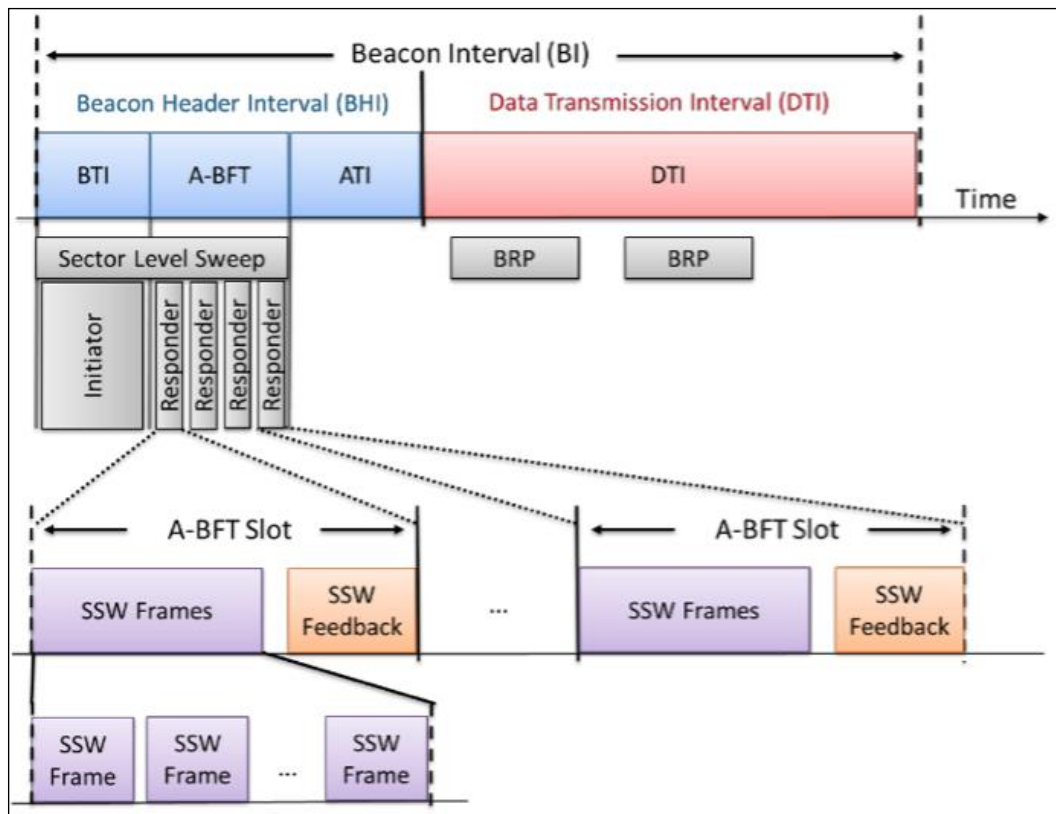 Beacon Interval (BI)
Beacon Header Interval (BHI)
Data Transmission Interval (DTI)
BTI
A-BFT
ATI
DTI
Time
Sector Level Sweep
BRP
BRP
Initiator
Responder
Responder
Responder
Responder
A-BFT Slot
A-BFT Slot
SSW Frames
SSW
Feedback
...
SSW Frames
SSW
Feedback
SSW
Frame
SSW
Frame
...
SSW
Frame